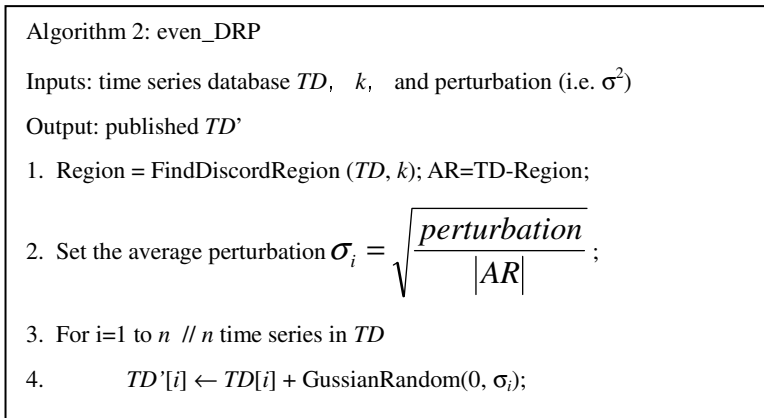 Algorithm 2: even_DRP
Inputs: time series database TD, k, and perturbation (i.e. σ²)
Output: published TD’
1. Region = FindDiscordRegion (TD, k); AR=TD-Region;
2. Set the average perturbation σᵢ = √(perturbation / |AR|) ;
3. For i=1 to n // n time series in TD
4. TD’[i] ← TD[i] + GussianRandom(0, σᵢ);